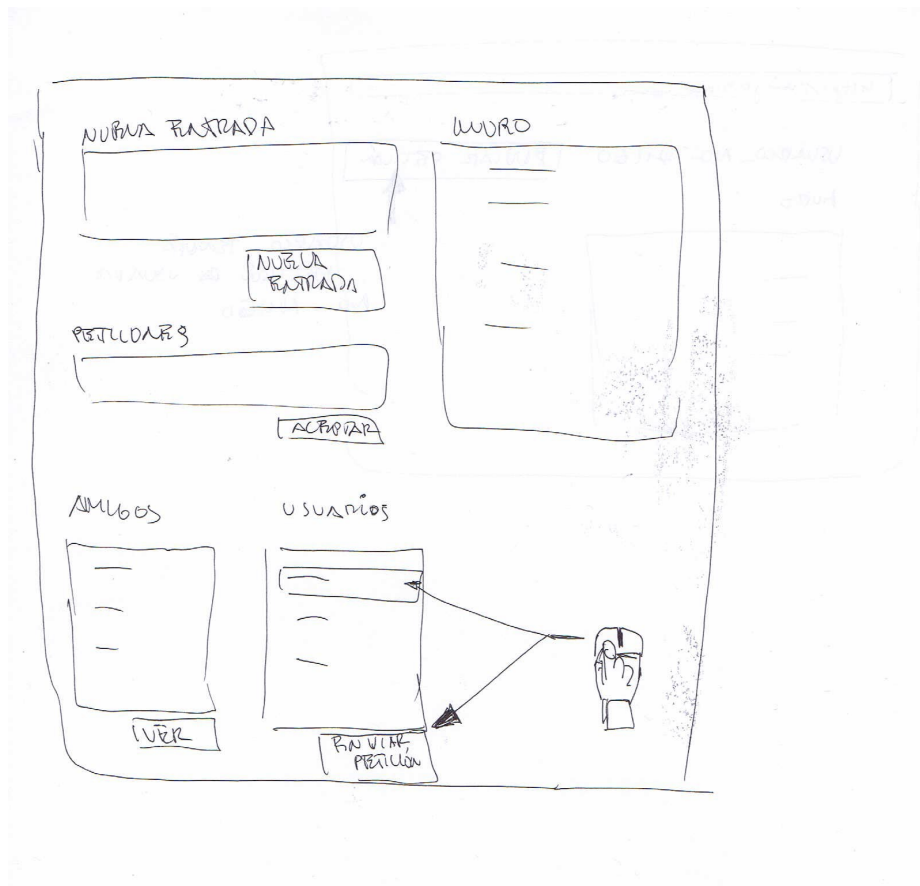 NUEVA ENTRADA
MURO
NUEVA
ENTRADA
PETICIONES
ACEPTAR
AMIGOS
USUARIOS
VER
ENVIAR
PETICIÓN